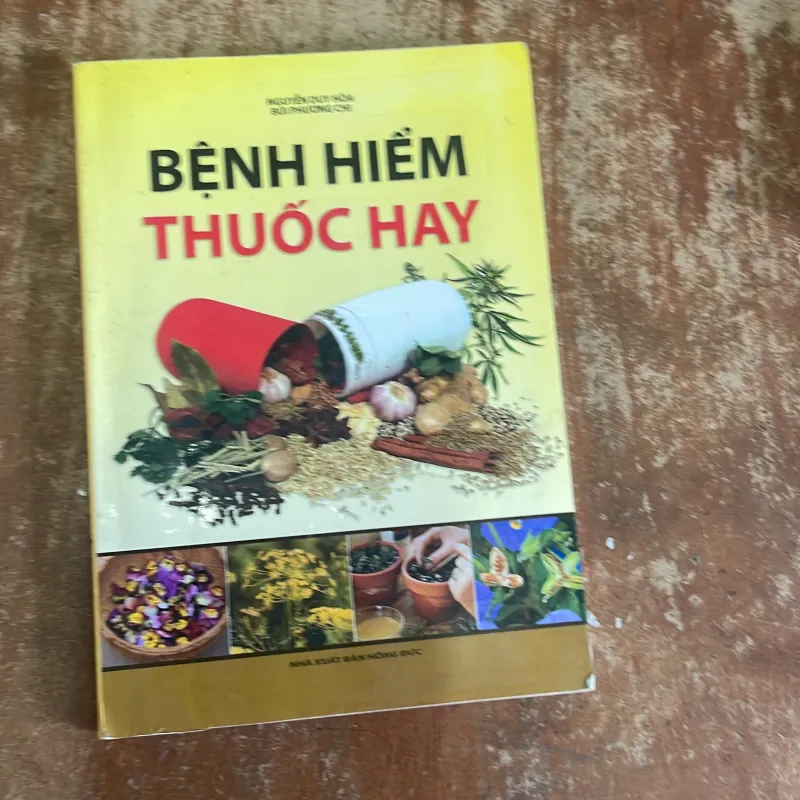 NGUYỄN DUY HÒA
BÙI PHƯƠNG CHI
BỆNH HIỂM
THUỐC HAY
NHÀ XUẤT BẢN HỒNG ĐỨC